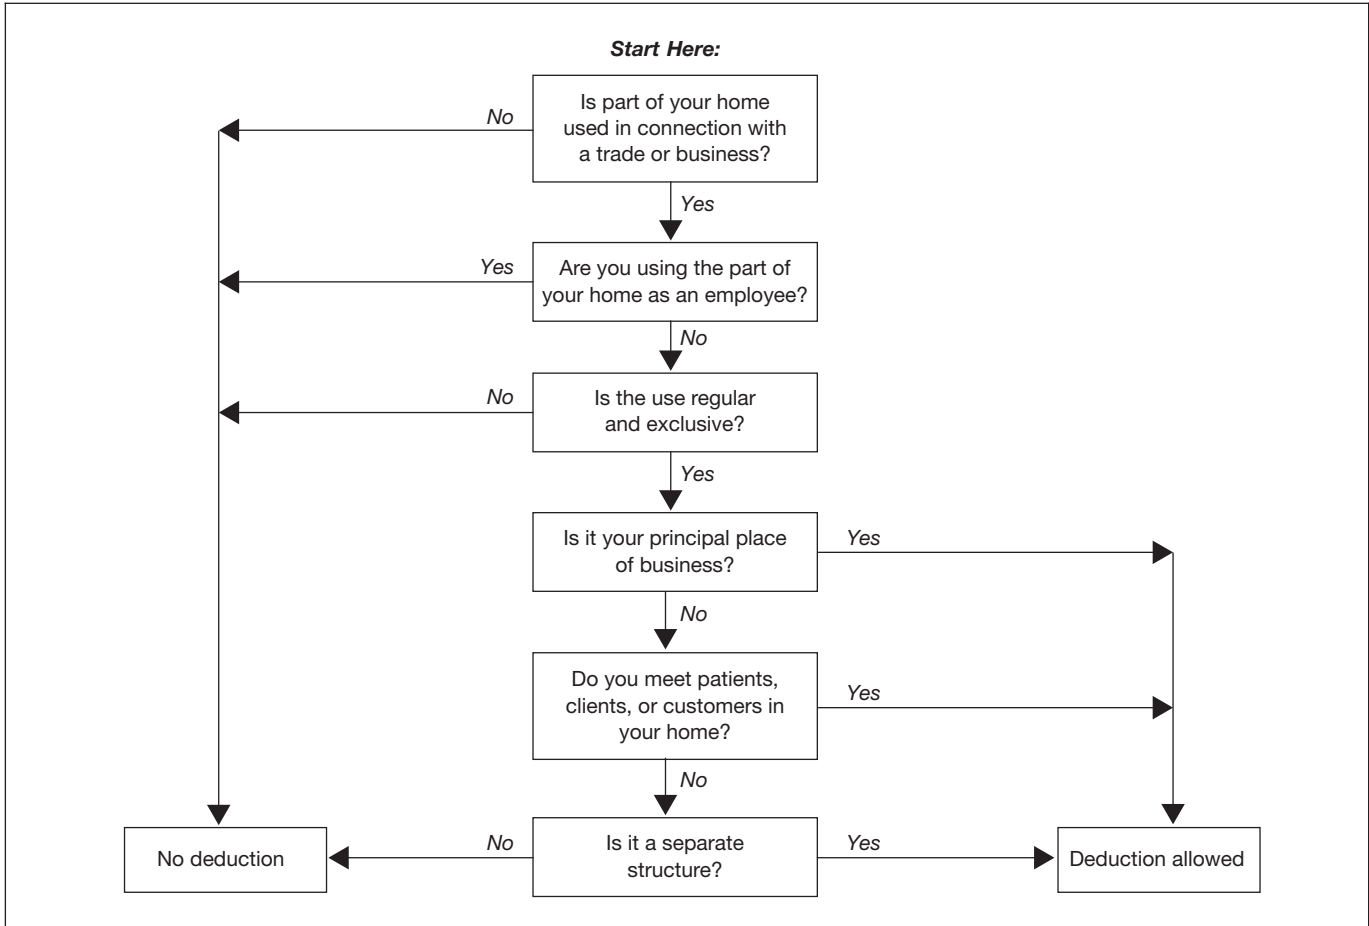 Start Here:
Is part of your home
used in connection with
a trade or business?
No
Yes
Are you using the part of
your home as an employee?
Yes
No
Is the use regular
and exclusive?
No
Yes
Is it your principal place
of business?
Yes
No
Do you meet patients,
clients, or customers in
your home?
Yes
No
No deduction
No
Is it a separate
structure?
Yes
Deduction allowed